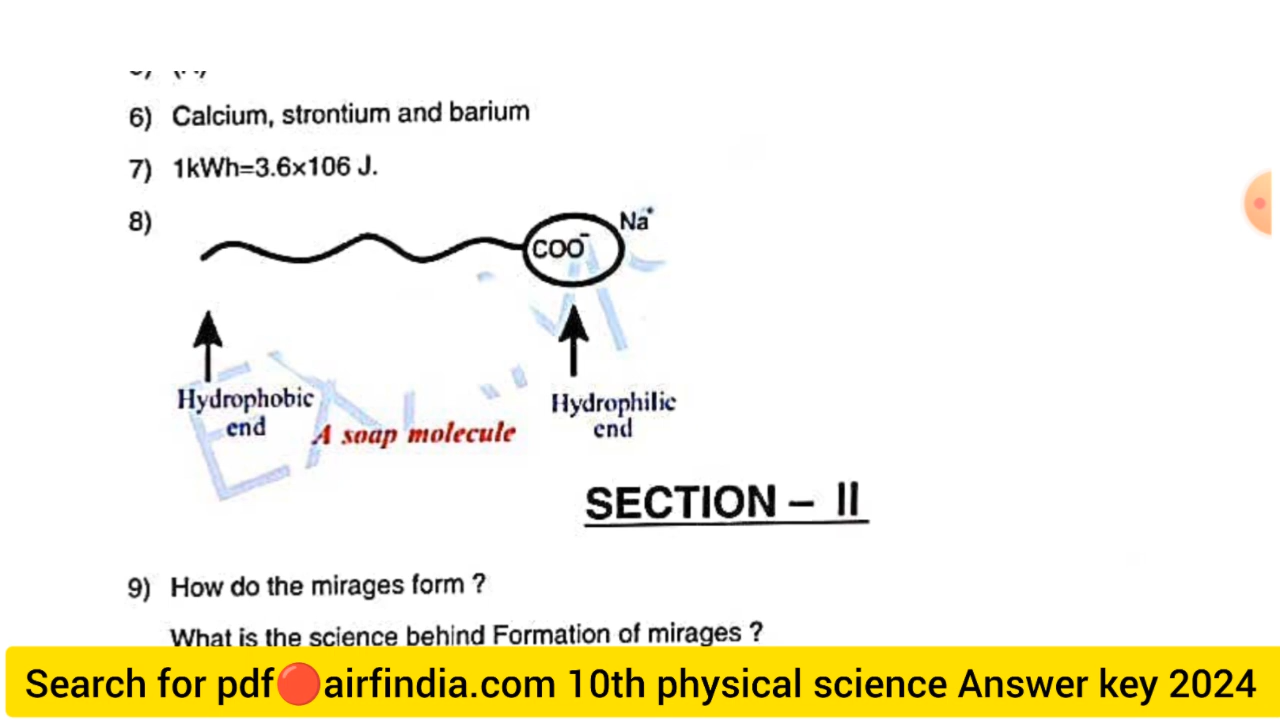 6) Calcium, strontium and barium
7) 1kWh=3.6×106 J.
8)
COO⁻ Na⁺
Hydrophobic end
Hydrophilic end
A soap molecule
SECTION – II
9) How do the mirages form ?
What is the science behind Formation of mirages ?
Search for pdf🔴airfindia.com 10th physical science Answer key 2024